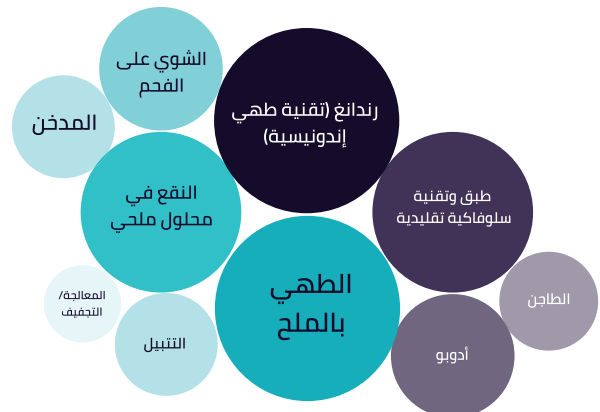 الشوي على
الفحم
رندانغ (تقنية طهي
إندونيسية)
المدخن
النقع في
محلول ملحي
طبق وتقنية
سلوفاكية تقليدية
الطهي
بالملح
المعالجة/
التجفيف
التتبيل
الطاجن
أدوبو